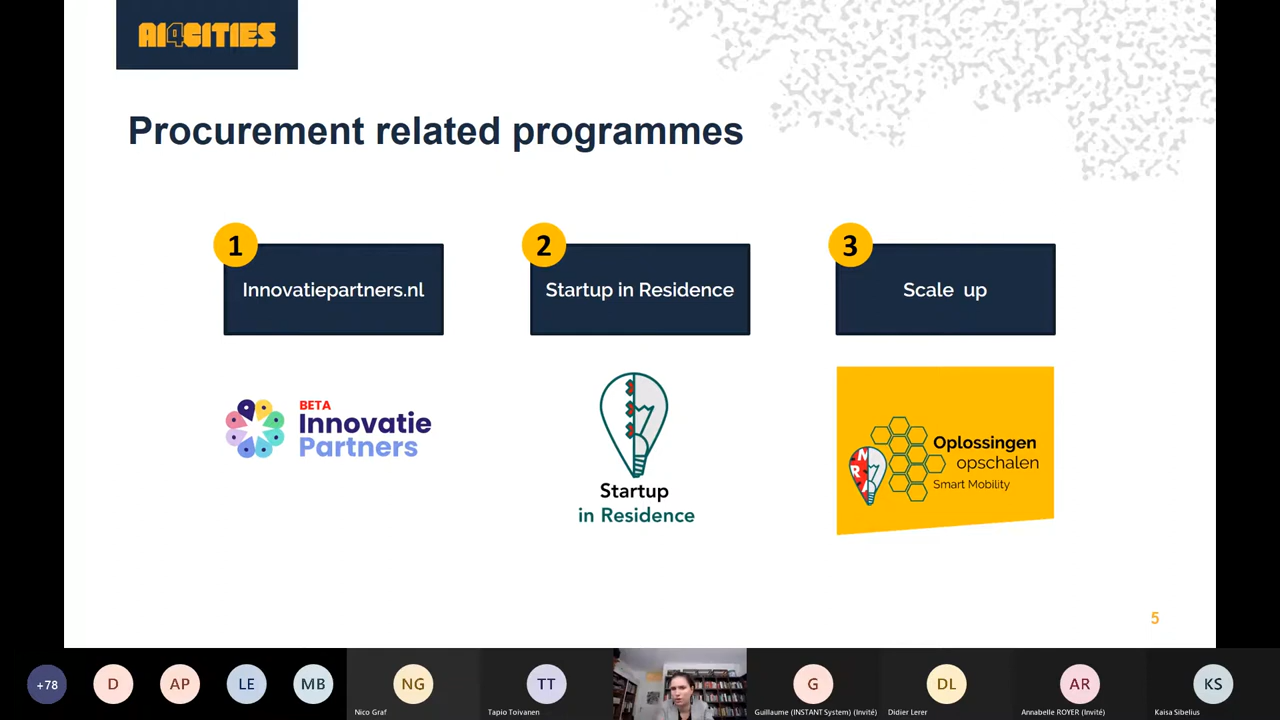 AI4CITIES
Procurement related programmes
1
Innovatiepartners.nl
2
Startup in Residence
3
Scale up
BETA
Innovatie
Partners
Startup
in Residence
Oplossingen
opschalen
Smart Mobility
5
+78
D
AP
LE
MB
NG
Nico Graf
TT
Tapio Toivanen
G
Guillaume (INSTANT System) (Invité)
DL
Didier Lerer
AR
Annabelle ROYER (Invité)
KS
Kaisa Sibelius